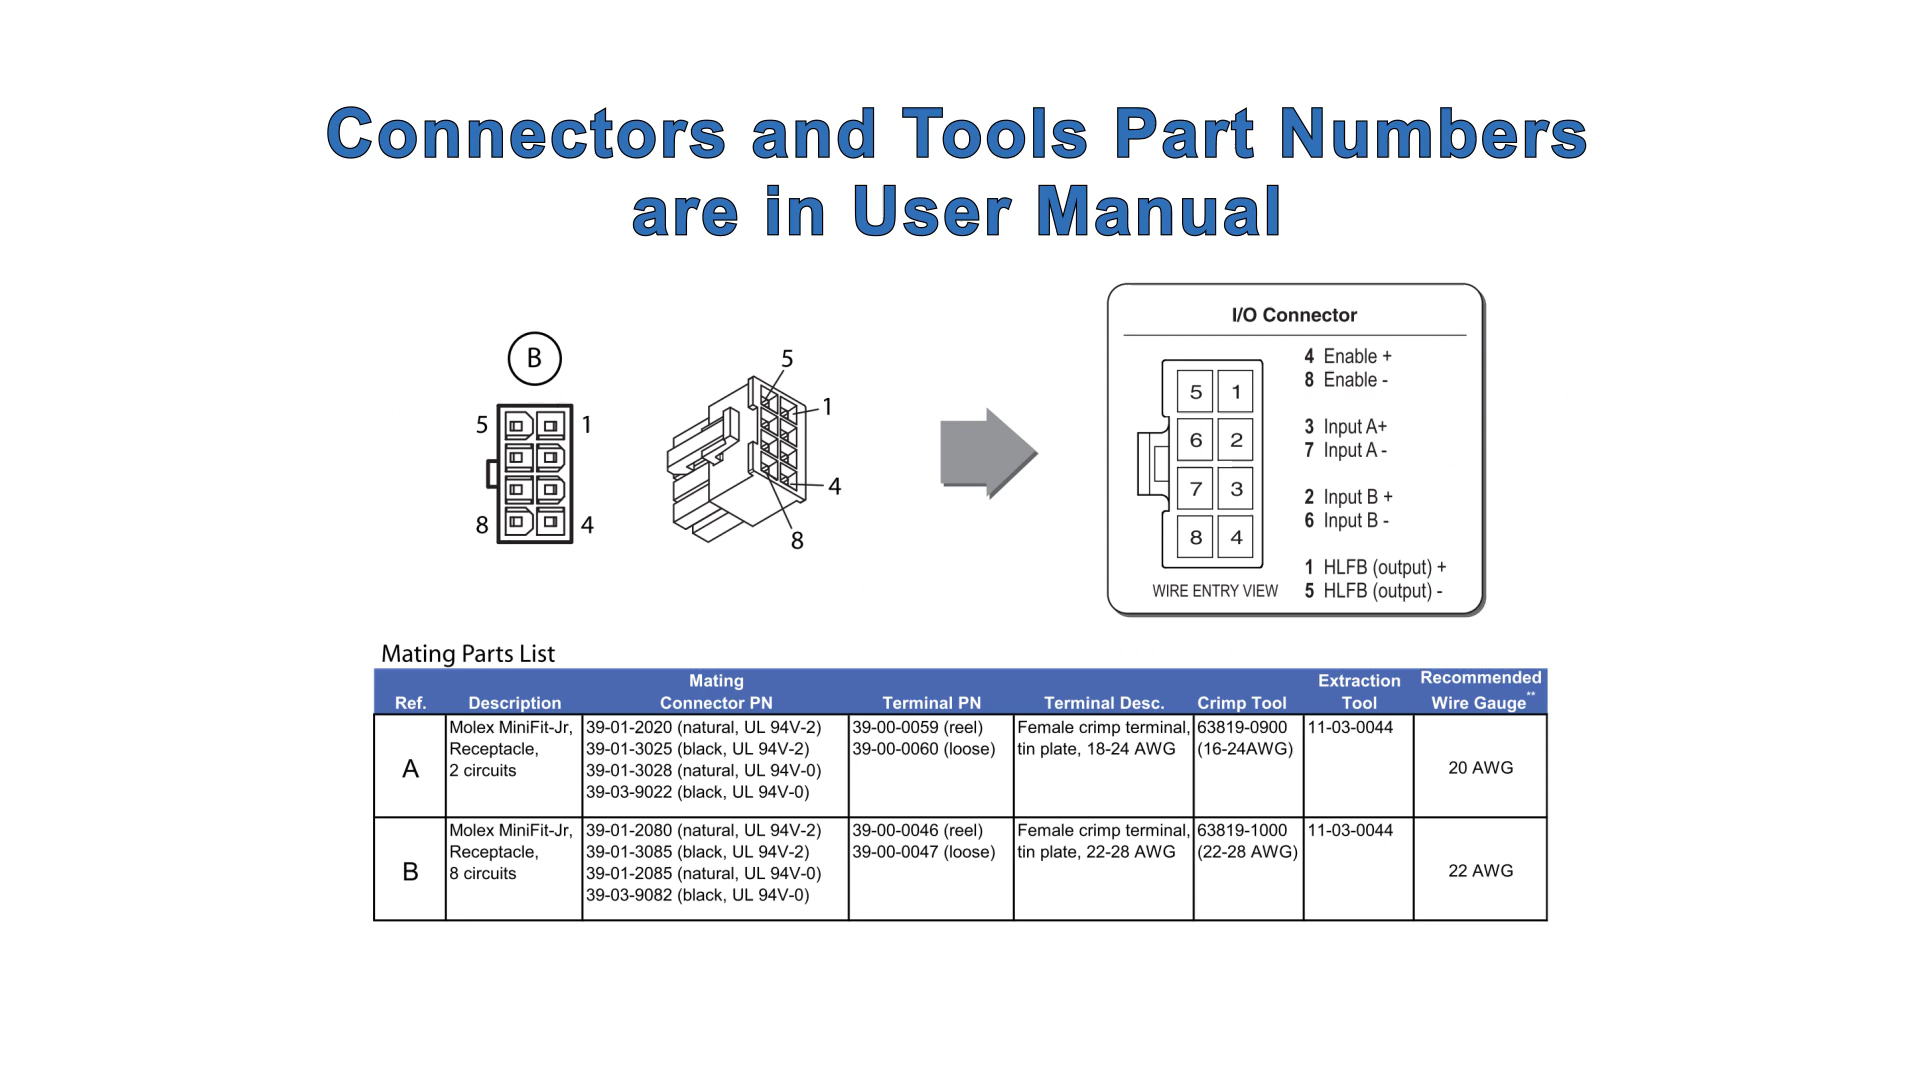 Connectors and Tools Part Numbers
are in User Manual
B
5
1
8
4
5
1
4
8
I/O Connector
5 1
6 2
7 3
8 4
WIRE ENTRY VIEW
4 Enable +
8 Enable -
3 Input A+
7 Input A -
2 Input B +
6 Input B -
1 HLFB (output) +
5 HLFB (output) -
Mating Parts List
Ref. Description Mating Connector PN Terminal PN Terminal Desc. Crimp Tool Extraction Tool Recommended Wire Gauge**
A
Molex MiniFit-Jr,
Receptacle,
2 circuits
39-01-2020 (natural, UL 94V-2)
39-01-3025 (black, UL 94V-2)
39-01-3028 (natural, UL 94V-0)
39-03-9022 (black, UL 94V-0)
39-00-0059 (reel)
39-00-0060 (loose)
Female crimp terminal,
tin plate, 18-24 AWG
63819-0900
(16-24AWG)
11-03-0044
20 AWG
B
Molex MiniFit-Jr,
Receptacle,
8 circuits
39-01-2080 (natural, UL 94V-2)
39-01-3085 (black, UL 94V-2)
39-01-2085 (natural, UL 94V-0)
39-03-9082 (black, UL 94V-0)
39-00-0046 (reel)
39-00-0047 (loose)
Female crimp terminal,
tin plate, 22-28 AWG
63819-1000
(22-28 AWG)
11-03-0044
22 AWG